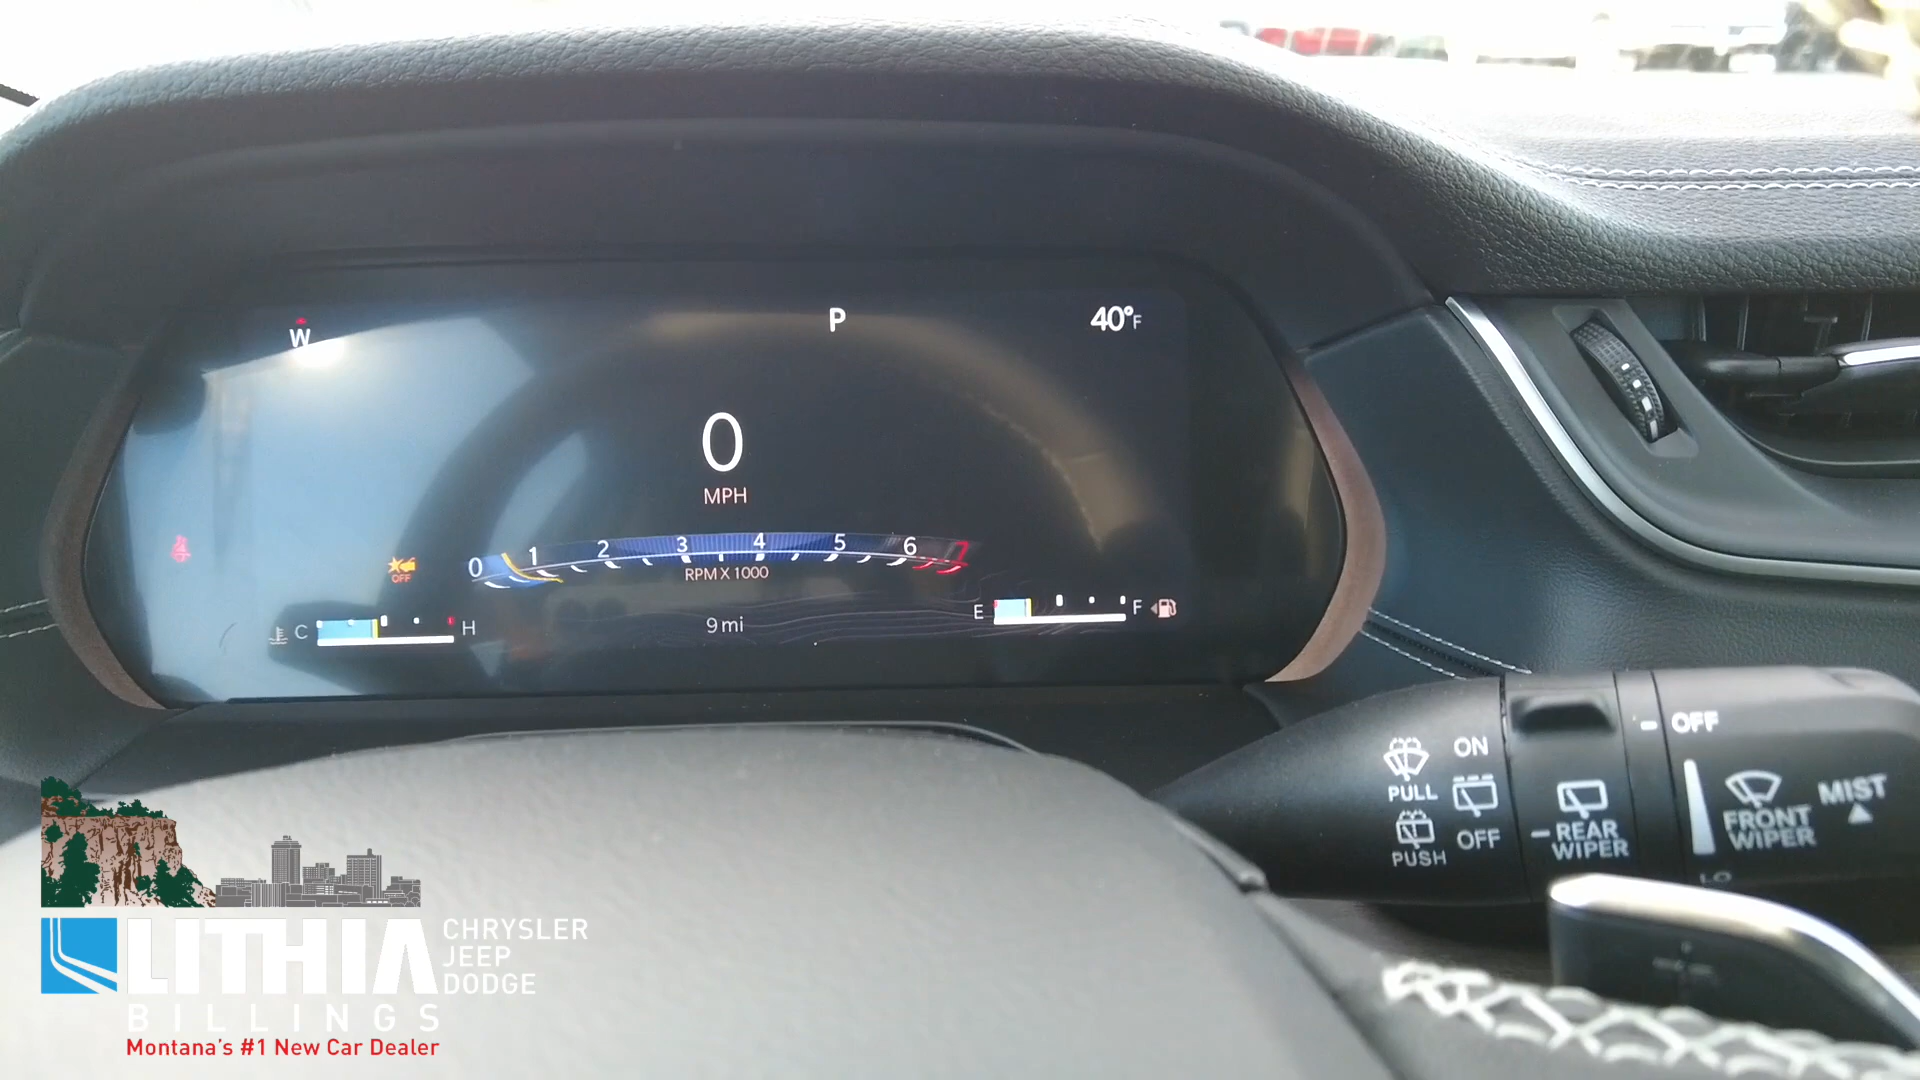 W
P
40°F
0
MPH
0 1 2 3 4 5 6 7
RPM X 1000
OFF
C H
9 mi
E F
ON
PULL
OFF
PUSH
REAR
WIPER
OFF
FRONT
WIPER
MIST
LO
LITHIA
CHRYSLER
JEEP
DODGE
BILLINGS
Montana's #1 New Car Dealer